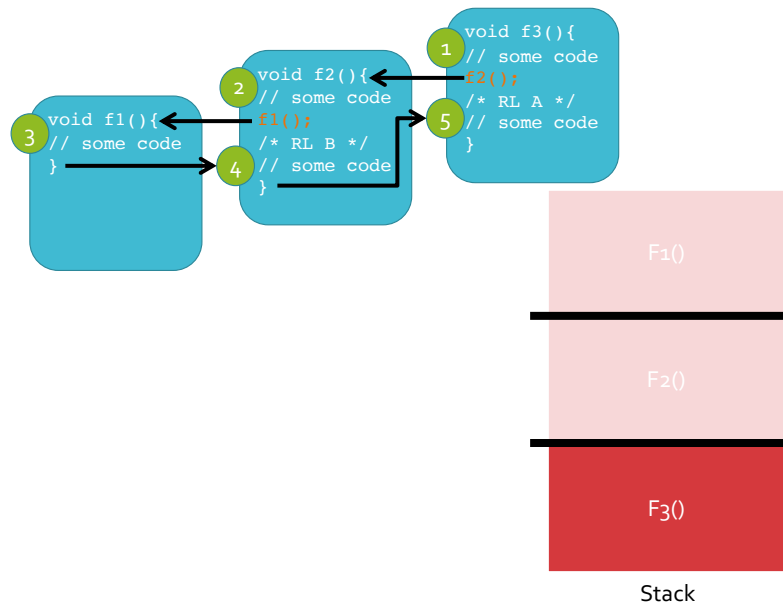 3
void f1(){
// some code
}
2
void f2(){
// some code
f1();
/* RL B */
4
// some code
}
1
void f3(){
// some code
f2();
/* RL A */
5
// some code
}
F1()
F2()
F3()
Stack